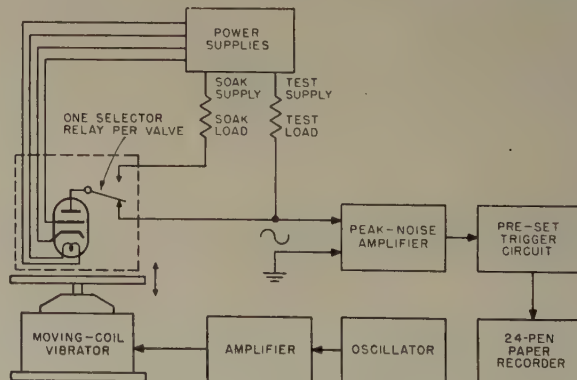 POWER
SUPPLIES
SOAK
SUPPLY
TEST
SUPPLY
SOAK
LOAD
TEST
LOAD
ONE SELECTOR
RELAY PER VALVE
PEAK-NOISE
AMPLIFIER
PRE-SET
TRIGGER
CIRCUIT
MOVING-COIL
VIBRATOR
AMPLIFIER
OSCILLATOR
24-PEN
PAPER
RECORDER